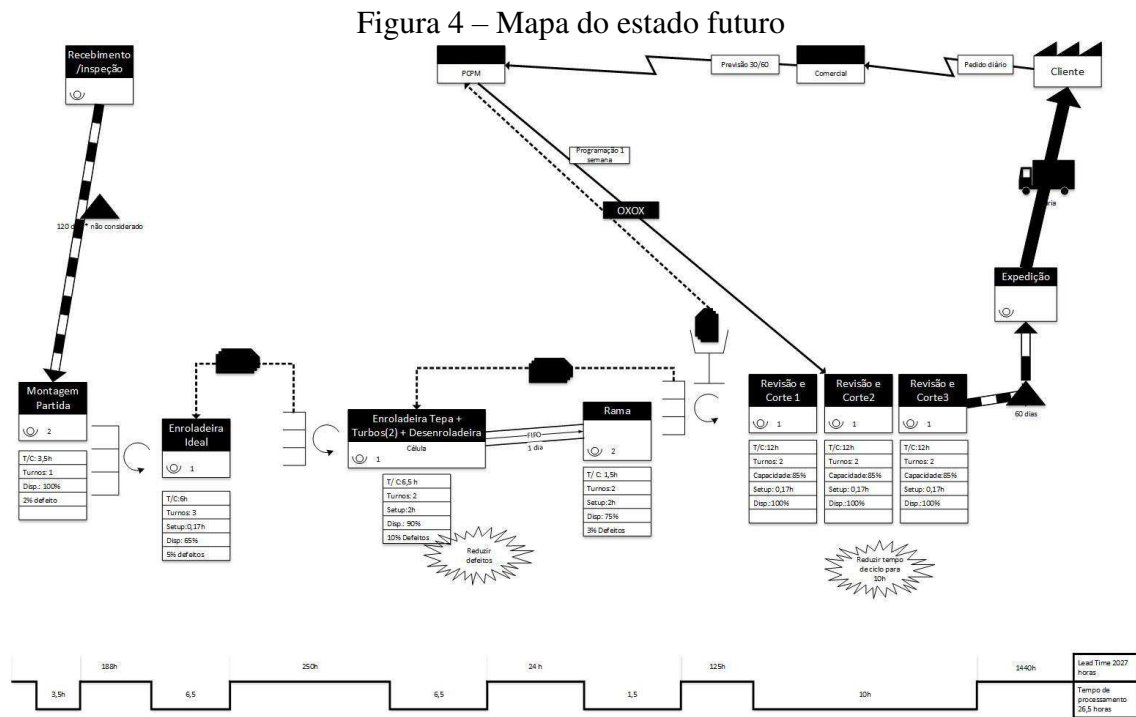 Figura 4 – Mapa do estado futuro
Recebimento
/inspeção
PCPM
Previsão 30/60
Comercial
Pedido diário
Cliente
Programação 1
semana
OXOX
120 d * não considerado
Expedição
60 dias
Montagem
Partida
2
T/C: 3,5h
Turnos: 1
Disp.: 100%
2% defeito
Enroladeira
Ideal
1
T/C:6h
Turnos: 3
Setup:0,17h
Disp: 65%
5% defeitos
Enroladeira Tepa +
Turbos(2) + Desenroladeira
Célula
1
T/ C:6,5 h
Turnos: 2
Setup:2h
Disp.: 90%
10% Defeitos
Reduzir
defeitos
FIFO
1 dia
Rama
2
T/ C: 1,5h
Turnos:2
Setup:2h
Disp: 75%
3% Defeitos
Revisão e
Corte 1
1
T/C:12h
Turnos: 2
Capacidade:85%
Setup: 0,17h
Disp.:100%
Revisão e
Corte2
1
T/C:12h
Turnos: 2
Capacidade:85%
Setup: 0,17h
Disp.:100%
Revisão e
Corte3
1
T/C:12h
Turnos: 2
Capacidade:85%
Setup: 0,17h
Disp.:100%
Reduzir tempo
de ciclo para
10h
188h
250h
24 h
125h
1440h
Lead Time 2027
horas
3,5h
6,5
6,5
1,5
10h
Tempo de
processamento
26,5 horas